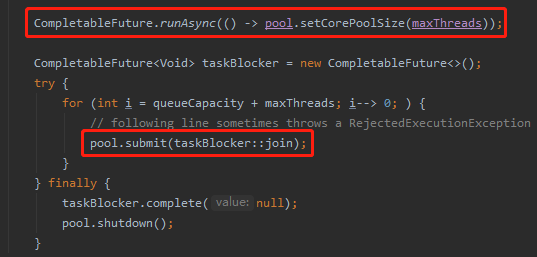 CompletableFuture.runAsync(() -> pool.setCorePoolSize(maxThreads));
CompletableFuture<Void> taskBlocker = new CompletableFuture<>();
try {
for (int i = queueCapacity + maxThreads; i--> 0; ) {
// following line sometimes throws a RejectedExecutionException
pool.submit(taskBlocker::join);
}
} finally {
taskBlocker.complete( value: null);
pool.shutdown();
}